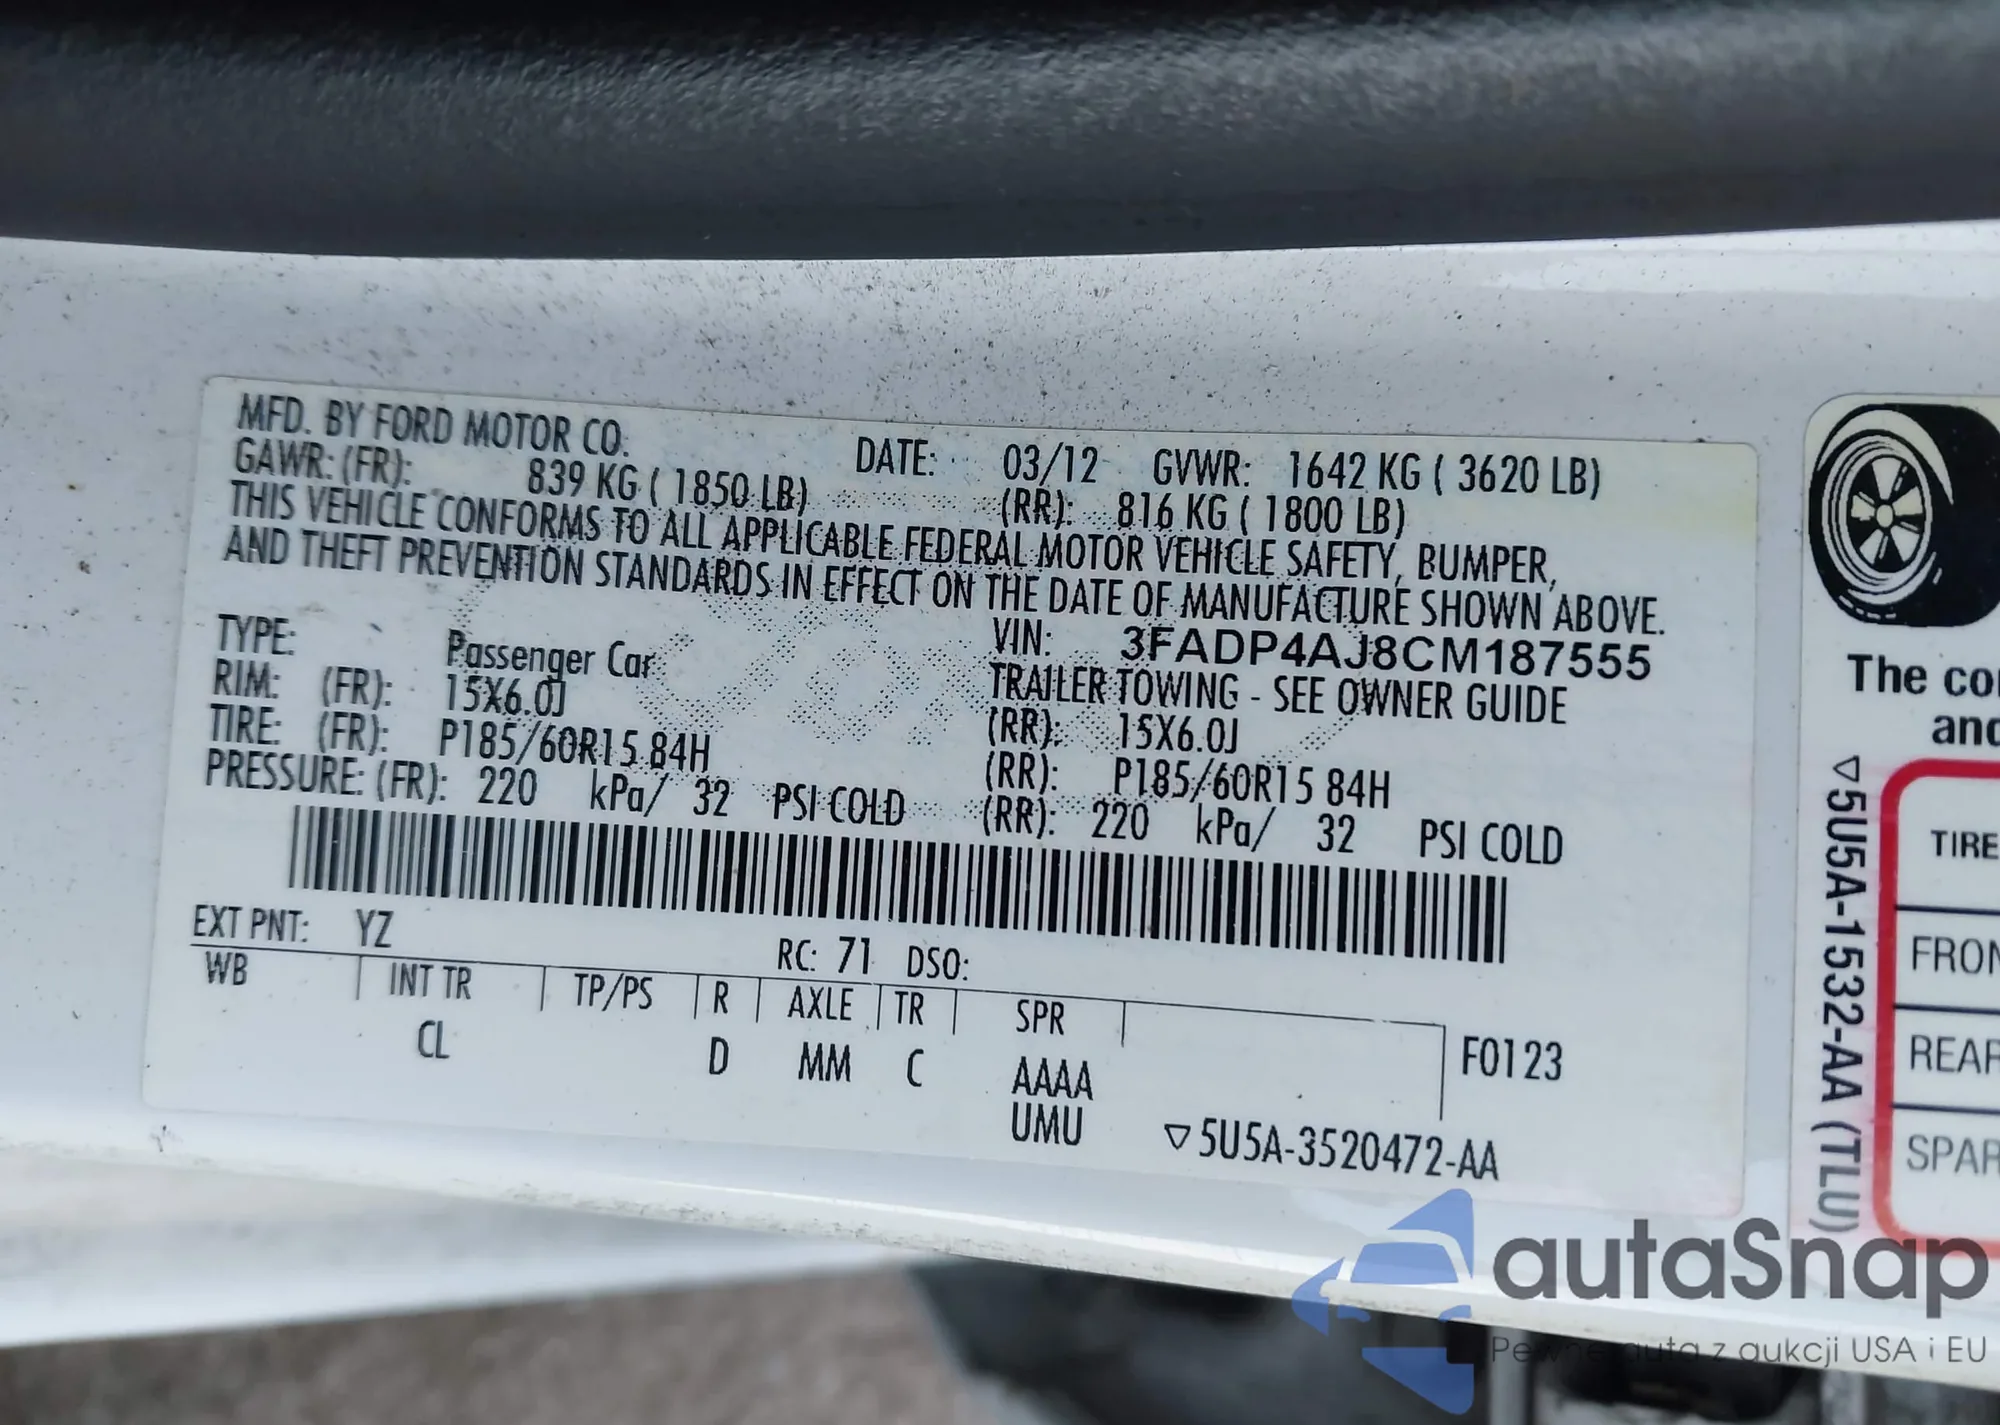 MFD. BY FORD MOTOR CO.
DATE: 03/12 GVWR: 1642 KG ( 3620 LB)
GAWR: (FR): 839 KG ( 1850 LB) (RR): 816 KG ( 1800 LB)
THIS VEHICLE CONFORMS TO ALL APPLICABLE FEDERAL MOTOR VEHICLE SAFETY, BUMPER,
AND THEFT PREVENTION STANDARDS IN EFFECT ON THE DATE OF MANUFACTURE SHOWN ABOVE.
VIN: 3FADP4AJ8CM187555
TYPE: Passenger Car TRAILER TOWING - SEE OWNER GUIDE
RIM: (FR): 15X6.0J (RR): 15X6.0J
TIRE: (FR): P185/60R15 84H (RR): P185/60R15 84H
PRESSURE: (FR): 220 kPa/ 32 PSI COLD (RR): 220 kPa/ 32 PSI COLD
EXT PNT: YZ RC: 71 DSO:
WB INT TR TP/PS R AXLE TR SPR
CL D MM C AAAA F0123
UMU ▽5U5A-3520472-AA
The co
and
▽5U5A-1532-AA (TLU)
TIRE
FRON
REAR
SPAR
autaSnap
Pewne auta z aukcji USA i EU